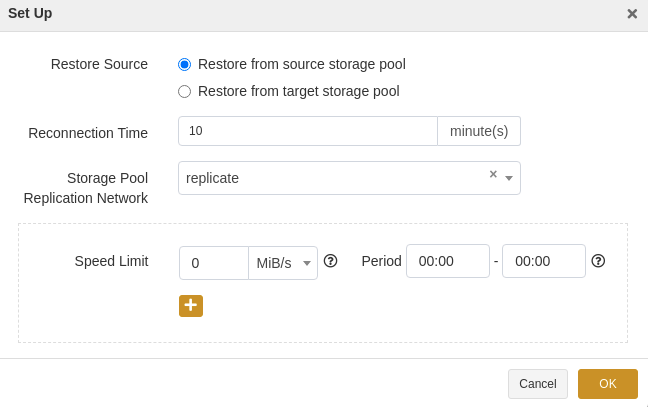 Set Up ×
Restore Source
Restore from source storage pool
Restore from target storage pool
Reconnection Time 10 minute(s)
Storage Pool
Replication Network
replicate ×
Speed Limit 0 MiB/s ? Period 00:00 - 00:00 ?
+
Cancel OK